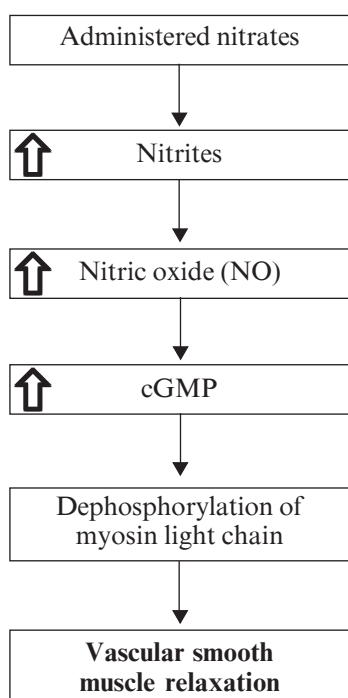 Administered nitrates
Nitrites
Nitric oxide (NO)
cGMP
Dephosphorylation of
myosin light chain
Vascular smooth
muscle relaxation